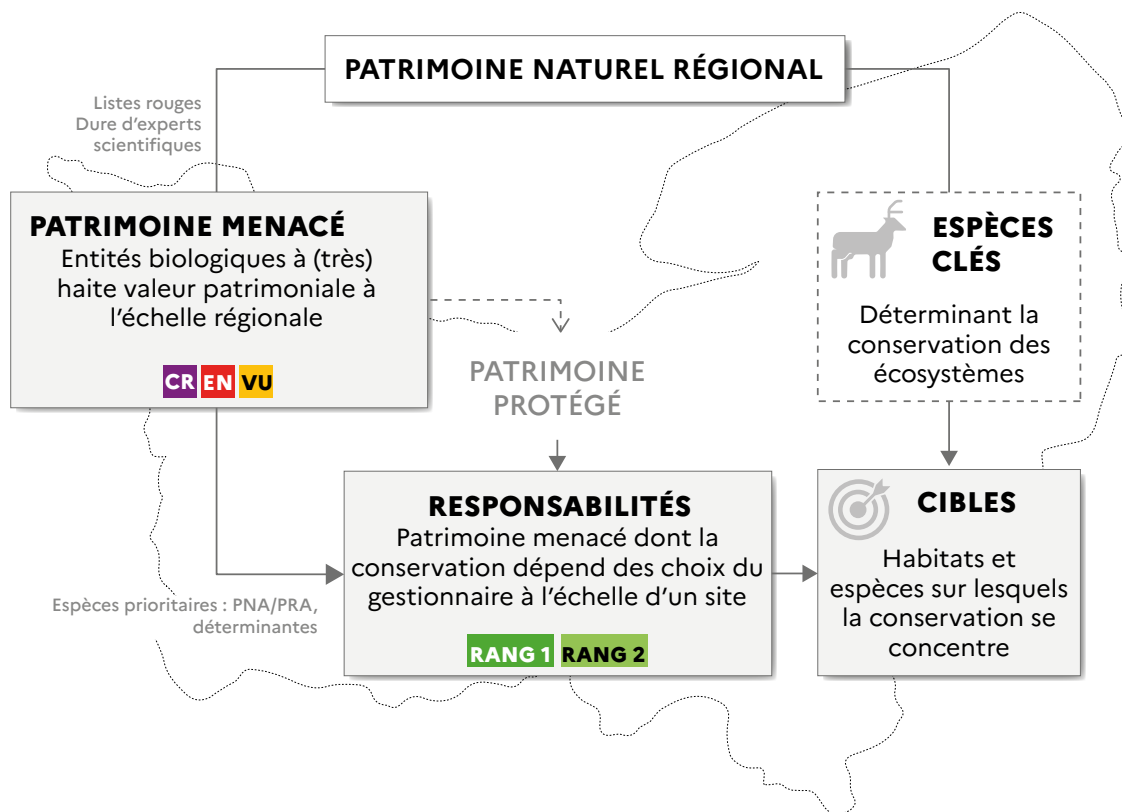 PATRIMOINE NATUREL RÉGIONAL
Listes rouges
Dure d'experts
scientifiques
PATRIMOINE MENACÉ
Entités biologiques à (très)
haite valeur patrimoniale à
l'échelle régionale
CR EN VU
ESPÈCES
CLÉS
Déterminant la
conservation des
écosystèmes
PATRIMOINE
PROTÉGÉ
RESPONSABILITÉS
Patrimoine menacé dont la
conservation dépend des choix du
gestionnaire à l'échelle d'un site
RANG 1 RANG 2
Espèces prioritaires : PNA/PRA,
déterminantes
CIBLES
Habitats et
espèces sur lesquels
la conservation se
concentre